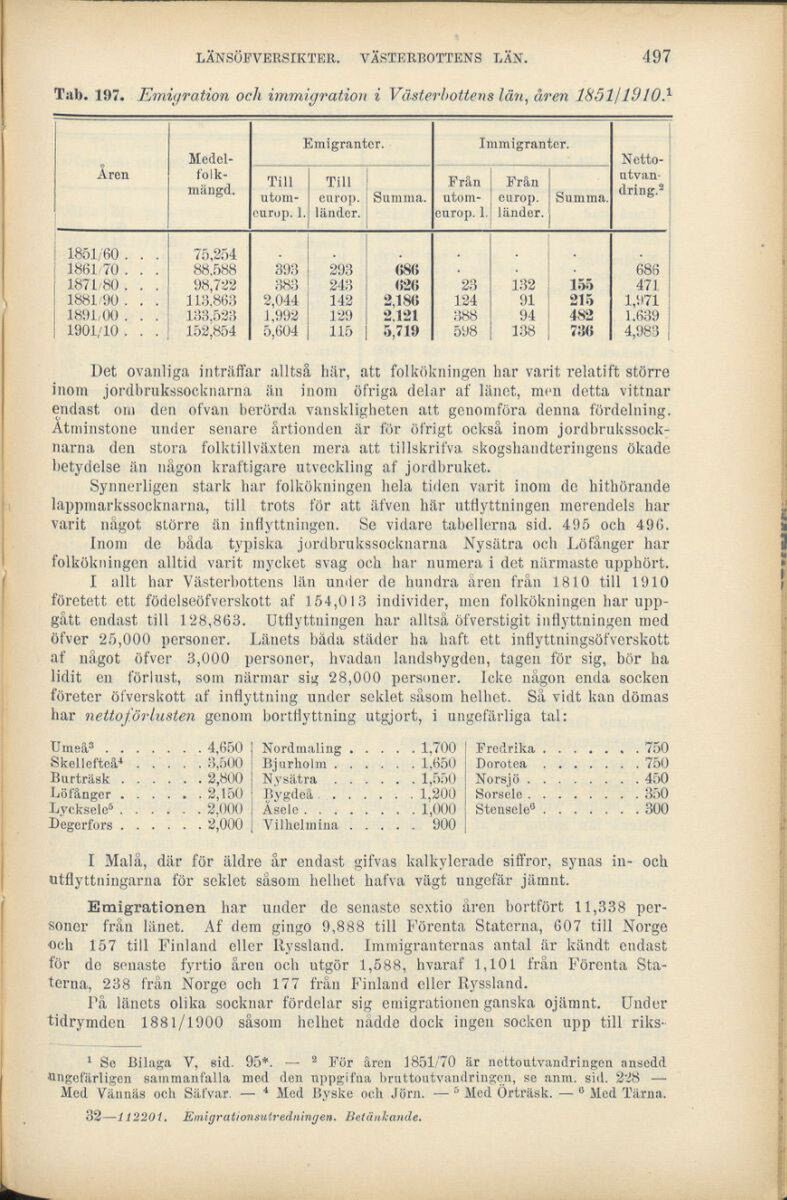 LÄNSÖFVERSIKTER. VÄSTERBOTTENS LÄN. 497
Tab. 197. Emigration och immigration i Västerbottens län, åren 1851/1910.¹
Åren
Medel-
folk-
mängd.
Emigranter.
Immigranter.
Netto-
utvan-
dring.²
Till
utom-
europ. l.
Till
europ.
länder.
Summa.
Från
utom-
europ. l.
Från
europ.
länder.
Summa.
1851/60 . . . 75,254 . . . . . . .
1861/70 . . . 88,588 393 293 686 . . . 686
1871/80 . . . 98,722 383 243 626 23 132 155 471
1881/90 . . . 113,863 2,044 142 2,186 124 91 215 1,971
1891/00 . . . 133,523 1,992 129 2,121 388 94 482 1,639
1901/10 . . . 152,854 5,604 115 5,719 598 138 736 4,983
Det ovanliga inträffar alltså här, att folkökningen har varit relatift större
inom jordbrukssocknarna än inom öfriga delar af länet, men detta vittnar
endast om den ofvan berörda vanskligheten att genomföra denna fördelning.
Åtminstone under senare årtionden är för öfrigt också inom jordbrukssock-
narna den stora folktillväxten mera att tillskrifva skogshandteringens ökade
betydelse än någon kraftigare utveckling af jordbruket.
Synnerligen stark har folkökningen hela tiden varit inom de hithörande
lappmarkssocknarna, till trots för att äfven här utflyttningen merendels har
varit något större än inflyttningen. Se vidare tabellerna sid. 495 och 496.
Inom de båda typiska jordbrukssocknarna Nysätra och Löfånger har
folkökningen alltid varit mycket svag och har numera i det närmaste upphört.
I allt har Västerbottens län under de hundra åren från 1810 till 1910
företett ett födelseöfverskott af 154,013 individer, men folkökningen har upp-
gått endast till 128,863. Utflyttningen har alltså öfverstigit inflyttningen med
öfver 25,000 personer. Länets båda städer ha haft ett inflyttningsöfverskott
af något öfver 3,000 personer, hvadan landsbygden, tagen för sig, bör ha
lidit en förlust, som närmar sig 28,000 personer. Icke någon enda socken
företer öfverskott af inflyttning under seklet såsom helhet. Så vidt kan dömas
har nettoförlusten genom bortflyttning utgjort, i ungefärliga tal:
Umeå³ . . . . . . . 4,650 Nordmaling . . . . . 1,700 Fredrika . . . . . . . 750
Skellefteå⁴ . . . . . 3,500 Bjurholm . . . . . . 1,650 Dorotea . . . . . . . 750
Burträsk . . . . . . 2,800 Nysätra . . . . . . 1,550 Norsjö . . . . . . . . 450
Löfånger . . . . . . 2,150 Bygdeå . . . . . . . 1,200 Sorsele . . . . . . . . 350
Lycksele⁵ . . . . . . 2,000 Åsele . . . . . . . . 1,000 Stensele⁶ . . . . . . . 300
Degerfors . . . . . . 2,000 Vilhelmina . . . . . 900
I Malå, där för äldre år endast gifvas kalkylerade siffror, synas in- och
utflyttningarna för seklet såsom helhet hafva vägt ungefär jämnt.
Emigrationen har under de senaste sextio åren bortfört 11,338 per-
soner från länet. Af dem gingo 9,888 till Förenta Staterna, 607 till Norge
och 157 till Finland eller Ryssland. Immigranternas antal är kändt endast
för de senaste fyrtio åren och utgör 1,588, hvaraf 1,101 från Förenta Sta-
terna, 238 från Norge och 177 från Finland eller Ryssland.
På länets olika socknar fördelar sig emigrationen ganska ojämnt. Under
tidrymden 1881/1900 såsom helhet nådde dock ingen socken upp till riks-
¹ Se Bilaga V, sid. 95*. — ² För åren 1851/70 är nettoutvandringen ansedd
ungefärligen sammanfalla med den uppgifna bruttoutvandringen, se anm. sid. 228 —
Med Vännäs och Säfvar. — ⁴ Med Byske och Jörn. — ⁵ Med Örträsk. — ⁶ Med Tärna.
32—112201. Emigrationsutredningen. Betänkande.